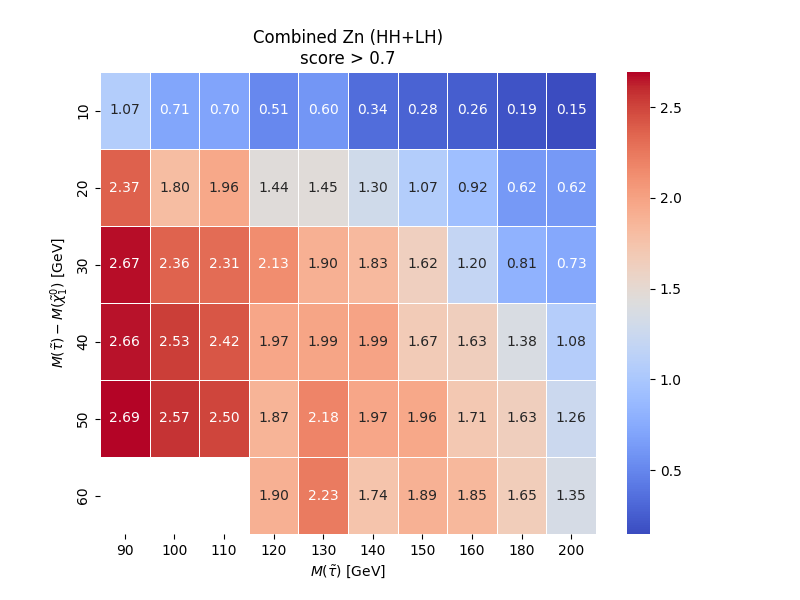 Combined Zn (HH+LH)
score > 0.7
M(τ̃) − M(χ̃⁰₁) [GeV]
10 1.07 0.71 0.70 0.51 0.60 0.34 0.28 0.26 0.19 0.15
20 2.37 1.80 1.96 1.44 1.45 1.30 1.07 0.92 0.62 0.62
30 2.67 2.36 2.31 2.13 1.90 1.83 1.62 1.20 0.81 0.73
40 2.66 2.53 2.42 1.97 1.99 1.99 1.67 1.63 1.38 1.08
50 2.69 2.57 2.50 1.87 2.18 1.97 1.96 1.71 1.63 1.26
60 1.90 2.23 1.74 1.89 1.85 1.65 1.35
90 100 110 120 130 140 150 160 180 200
M(τ̃) [GeV]
2.5
2.0
1.5
1.0
0.5